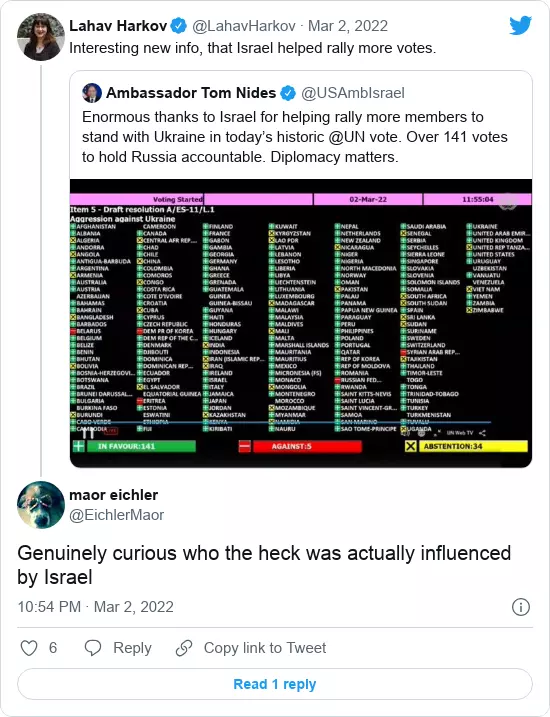 Lahav Harkov @LahavHarkov · Mar 2, 2022
Interesting new info, that Israel helped rally more votes.
Ambassador Tom Nides @USAmbIsrael
Enormous thanks to Israel for helping rally more members to
stand with Ukraine in today's historic @UN vote. Over 141 votes
to hold Russia accountable. Diplomacy matters.
Voting Started 02-Mar-22 11:55:04
Item 5 - Draft resolution A/ES-11/L.1
Aggression against Ukraine
AFGHANISTAN
ALBANIA
ALGERIA
ANDORRA
ANGOLA
ANTIGUA-BARBUDA
ARGENTINA
ARMENIA
AUSTRALIA
AUSTRIA
AZERBAIJAN
BAHAMAS
BAHRAIN
BANGLADESH
BARBADOS
BELARUS
BELGIUM
BELIZE
BENIN
BHUTAN
BOLIVIA
BOSNIA-HERZEGOV...
BOTSWANA
BRAZIL
BRUNEI DARUSSAL...
BULGARIA
BURKINA FASO
BURUNDI
CABO VERDE
CAMEROON
CANADA
CENTRAL AFR REP...
CHAD
CHILE
CHINA
COLOMBIA
COMOROS
CONGO
COSTA RICA
COTE D'IVOIRE
CROATIA
CUBA
CYPRUS
CZECH REPUBLIC
DEM PR OF KOREA
DEM REP OF THE C...
DENMARK
DJIBOUTI
DOMINICA
DOMINICAN REP...
ECUADOR
EGYPT
EL SALVADOR
EQUATORIAL GUINEA
ERITREA
ESTONIA
ESWATINI
ETHIOPIA
FIJI
FINLAND
FRANCE
GABON
GAMBIA
GEORGIA
GERMANY
GHANA
GREECE
GRENADA
GUATEMALA
GUINEA
GUINEA-BISSAU
GUYANA
HAITI
HONDURAS
HUNGARY
ICELAND
INDIA
INDONESIA
IRAN (ISLAMIC REP...
IRAQ
IRELAND
ISRAEL
ITALY
JAMAICA
JAPAN
JORDAN
KAZAKHSTAN
KENYA
KIRIBATI
KUWAIT
KYRGYZSTAN
LAO PDR
LATVIA
LEBANON
LESOTHO
LIBERIA
LIBYA
LIECHTENSTEIN
LITHUANIA
LUXEMBOURG
MADAGASCAR
MALAWI
MALAYSIA
MALDIVES
MALI
MALTA
MARSHALL ISLANDS
MAURITANIA
MAURITIUS
MEXICO
MICRONESIA (FS)
MONACO
MONGOLIA
MONTENEGRO
MOROCCO
MOZAMBIQUE
MYANMAR
NAMIBIA
NAURU
NEPAL
NETHERLANDS
NEW ZEALAND
NICARAGUA
NIGER
NIGERIA
NORTH MACEDONIA
NORWAY
OMAN
PAKISTAN
PALAU
PANAMA
PAPUA NEW GUINEA
PARAGUAY
PERU
PHILIPPINES
POLAND
PORTUGAL
QATAR
REP OF KOREA
REP OF MOLDOVA
ROMANIA
RUSSIAN FED...
RWANDA
SAINT KITTS-NEVIS
SAINT LUCIA
SAINT VINCENT-GR...
SAMOA
SAN MARINO
SAO TOME-PRINCIPE
SAUDI ARABIA
SENEGAL
SERBIA
SEYCHELLES
SIERRA LEONE
SINGAPORE
SLOVAKIA
SLOVENIA
SOLOMON ISLANDS
SOMALIA
SOUTH AFRICA
SOUTH SUDAN
SPAIN
SRI LANKA
SUDAN
SURINAME
SWEDEN
SWITZERLAND
SYRIAN ARAB REP...
TAJIKISTAN
THAILAND
TIMOR-LESTE
TOGO
TONGA
TRINIDAD-TOBAGO
TUNISIA
TURKEY
TURKMENISTAN
TUVALU
UGANDA
UKRAINE
UNITED ARAB EMIR...
UNITED KINGDOM
UNITED REP TANZA...
UNITED STATES
URUGUAY
UZBEKISTAN
VANUATU
VENEZUELA
VIET NAM
YEMEN
ZAMBIA
ZIMBABWE
UN Web TV
IN FAVOUR:141 AGAINST:5 ABSTENTION:34
maor eichler
@EichlerMaor
Genuinely curious who the heck was actually influenced
by Israel
10:54 PM · Mar 2, 2022
6 Reply Copy link to Tweet
Read 1 reply